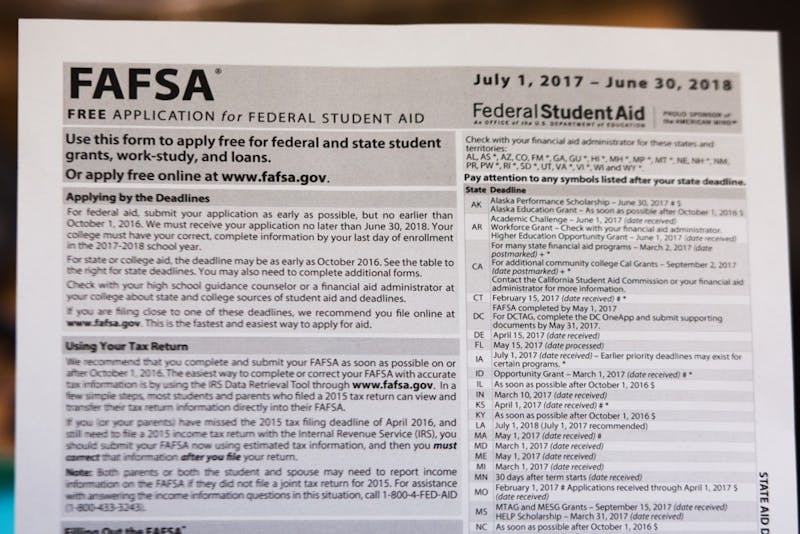 FAFSA®
FREE APPLICATION for FEDERAL STUDENT AID
July 1, 2017 – June 30, 2018
Federal Student Aid
An OFFICE of the U.S. DEPARTMENT of EDUCATION
PROUD SPONSOR of
the AMERICAN MIND®
Use this form to apply free for federal and state student
grants, work-study, and loans.
Or apply free online at www.fafsa.gov.
Applying by the Deadlines
For federal aid, submit your application as early as possible, but no earlier than
October 1, 2016. We must receive your application no later than June 30, 2018. Your
college must have your correct, complete information by your last day of enrollment
in the 2017-2018 school year.
For state or college aid, the deadline may be as early as October 2016. See the table to
the right for state deadlines. You may also need to complete additional forms.
Check with your high school guidance counselor or a financial aid administrator at
your college about state and college sources of student aid and deadlines.
If you are filing close to one of these deadlines, we recommend you file online at
www.fafsa.gov. This is the fastest and easiest way to apply for aid.
Using Your Tax Return
We recommend that you complete and submit your FAFSA as soon as possible on or
after October 1, 2016. The easiest way to complete or correct your FAFSA with accurate
tax information is by using the IRS Data Retrieval Tool through www.fafsa.gov. In a
few simple steps, most students and parents who filed a 2015 tax return can view and
transfer their tax return information directly into their FAFSA.
If you (or your parents) have missed the 2015 tax filing deadline of April 2016, and
still need to file a 2015 income tax return with the Internal Revenue Service (IRS), you
should submit your FAFSA now using estimated tax information, and then you must
correct that information after you file your return.
Note: Both parents or both the student and spouse may need to report income
information on the FAFSA if they did not file a joint tax return for 2015. For assistance
with answering the income information questions in this situation, call 1-800-4-FED-AID
(1-800-433-3243).
Filling Out the FAFSA®
Check with your financial aid administrator for these states and
territories:
AL, AS *, AZ, CO, FM *, GA, GU *, HI *, MH *, MP *, MT *, NE, NH *, NM,
PR, PW *, RI *, SD *, UT, VA *, VI *, WI and WY *.
Pay attention to any symbols listed after your state deadline.
State Deadline
AK Alaska Performance Scholarship – June 30, 2017 # $
Alaska Education Grant – As soon as possible after October 1, 2016 $
AR Academic Challenge – June 1, 2017 (date received)
Workforce Grant – Check with your financial aid administrator.
Higher Education Opportunity Grant – June 1, 2017 (date received)
CA For many state financial aid programs – March 2, 2017 (date
postmarked) + *
For additional community college Cal Grants – September 2, 2017
(date postmarked) + *
Contact the California Student Aid Commission or your financial aid
administrator for more information.
CT February 15, 2017 (date received) # *
DC FAFSA completed by May 1, 2017
For DCTAG, complete the DC OneApp and submit supporting
documents by May 31, 2017.
DE April 15, 2017 (date received)
FL May 15, 2017 (date processed)
IA July 1, 2017 (date received) – Earlier priority deadlines may exist for
certain programs. *
ID Opportunity Grant – March 1, 2017 (date received) # *
IL As soon as possible after October 1, 2016 $
IN March 10, 2017 (date received)
KS April 1, 2017 (date received) # *
KY As soon as possible after October 1, 2016 $
LA July 1, 2018 (July 1, 2017 recommended)
MA May 1, 2017 (date received) #
MD March 1, 2017 (date received)
ME May 1, 2017 (date received)
MI March 1, 2017 (date received)
MN 30 days after term starts (date received)
MO February 1, 2017 # Applications received through April 1, 2017 $
(date received)
MS MTAG and MESG Grants – September 15, 2017 (date received)
HELP Scholarship – March 31, 2017 (date received)
NC As soon as possible after October 1, 2016 $
STATE AID D